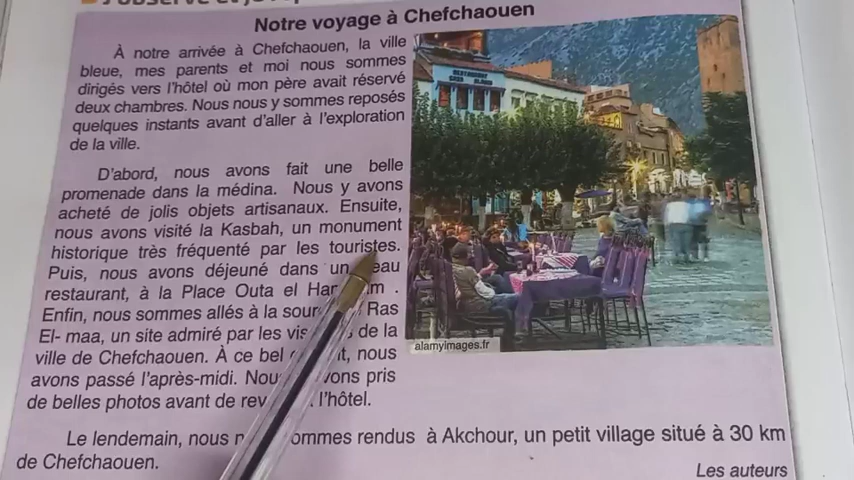 Notre voyage à Chefchaouen
À notre arrivée à Chefchaouen, la ville
bleue, mes parents et moi nous sommes
dirigés vers l'hôtel où mon père avait réservé
deux chambres. Nous nous y sommes reposés
quelques instants avant d'aller à l'exploration
de la ville.
D'abord, nous avons fait une belle
promenade dans la médina. Nous y avons
acheté de jolis objets artisanaux. Ensuite,
nous avons visité la Kasbah, un monument
historique très fréquenté par les touristes.
Puis, nous avons déjeuné dans un
restaurant, à la Place Outa el
Enfin, nous sommes allés à la Ras
El- maa, un site admiré par les de la
ville de Chefchaouen. À ce bel nous
avons passé l'après-midi. pris
de belles photos avant de l'hôtel.
Le lendemain, nous rendus à Akchour, un petit village situé à 30 km
de Chefchaouen.
Les auteurs
RESTAURANT
alamyimages.fr